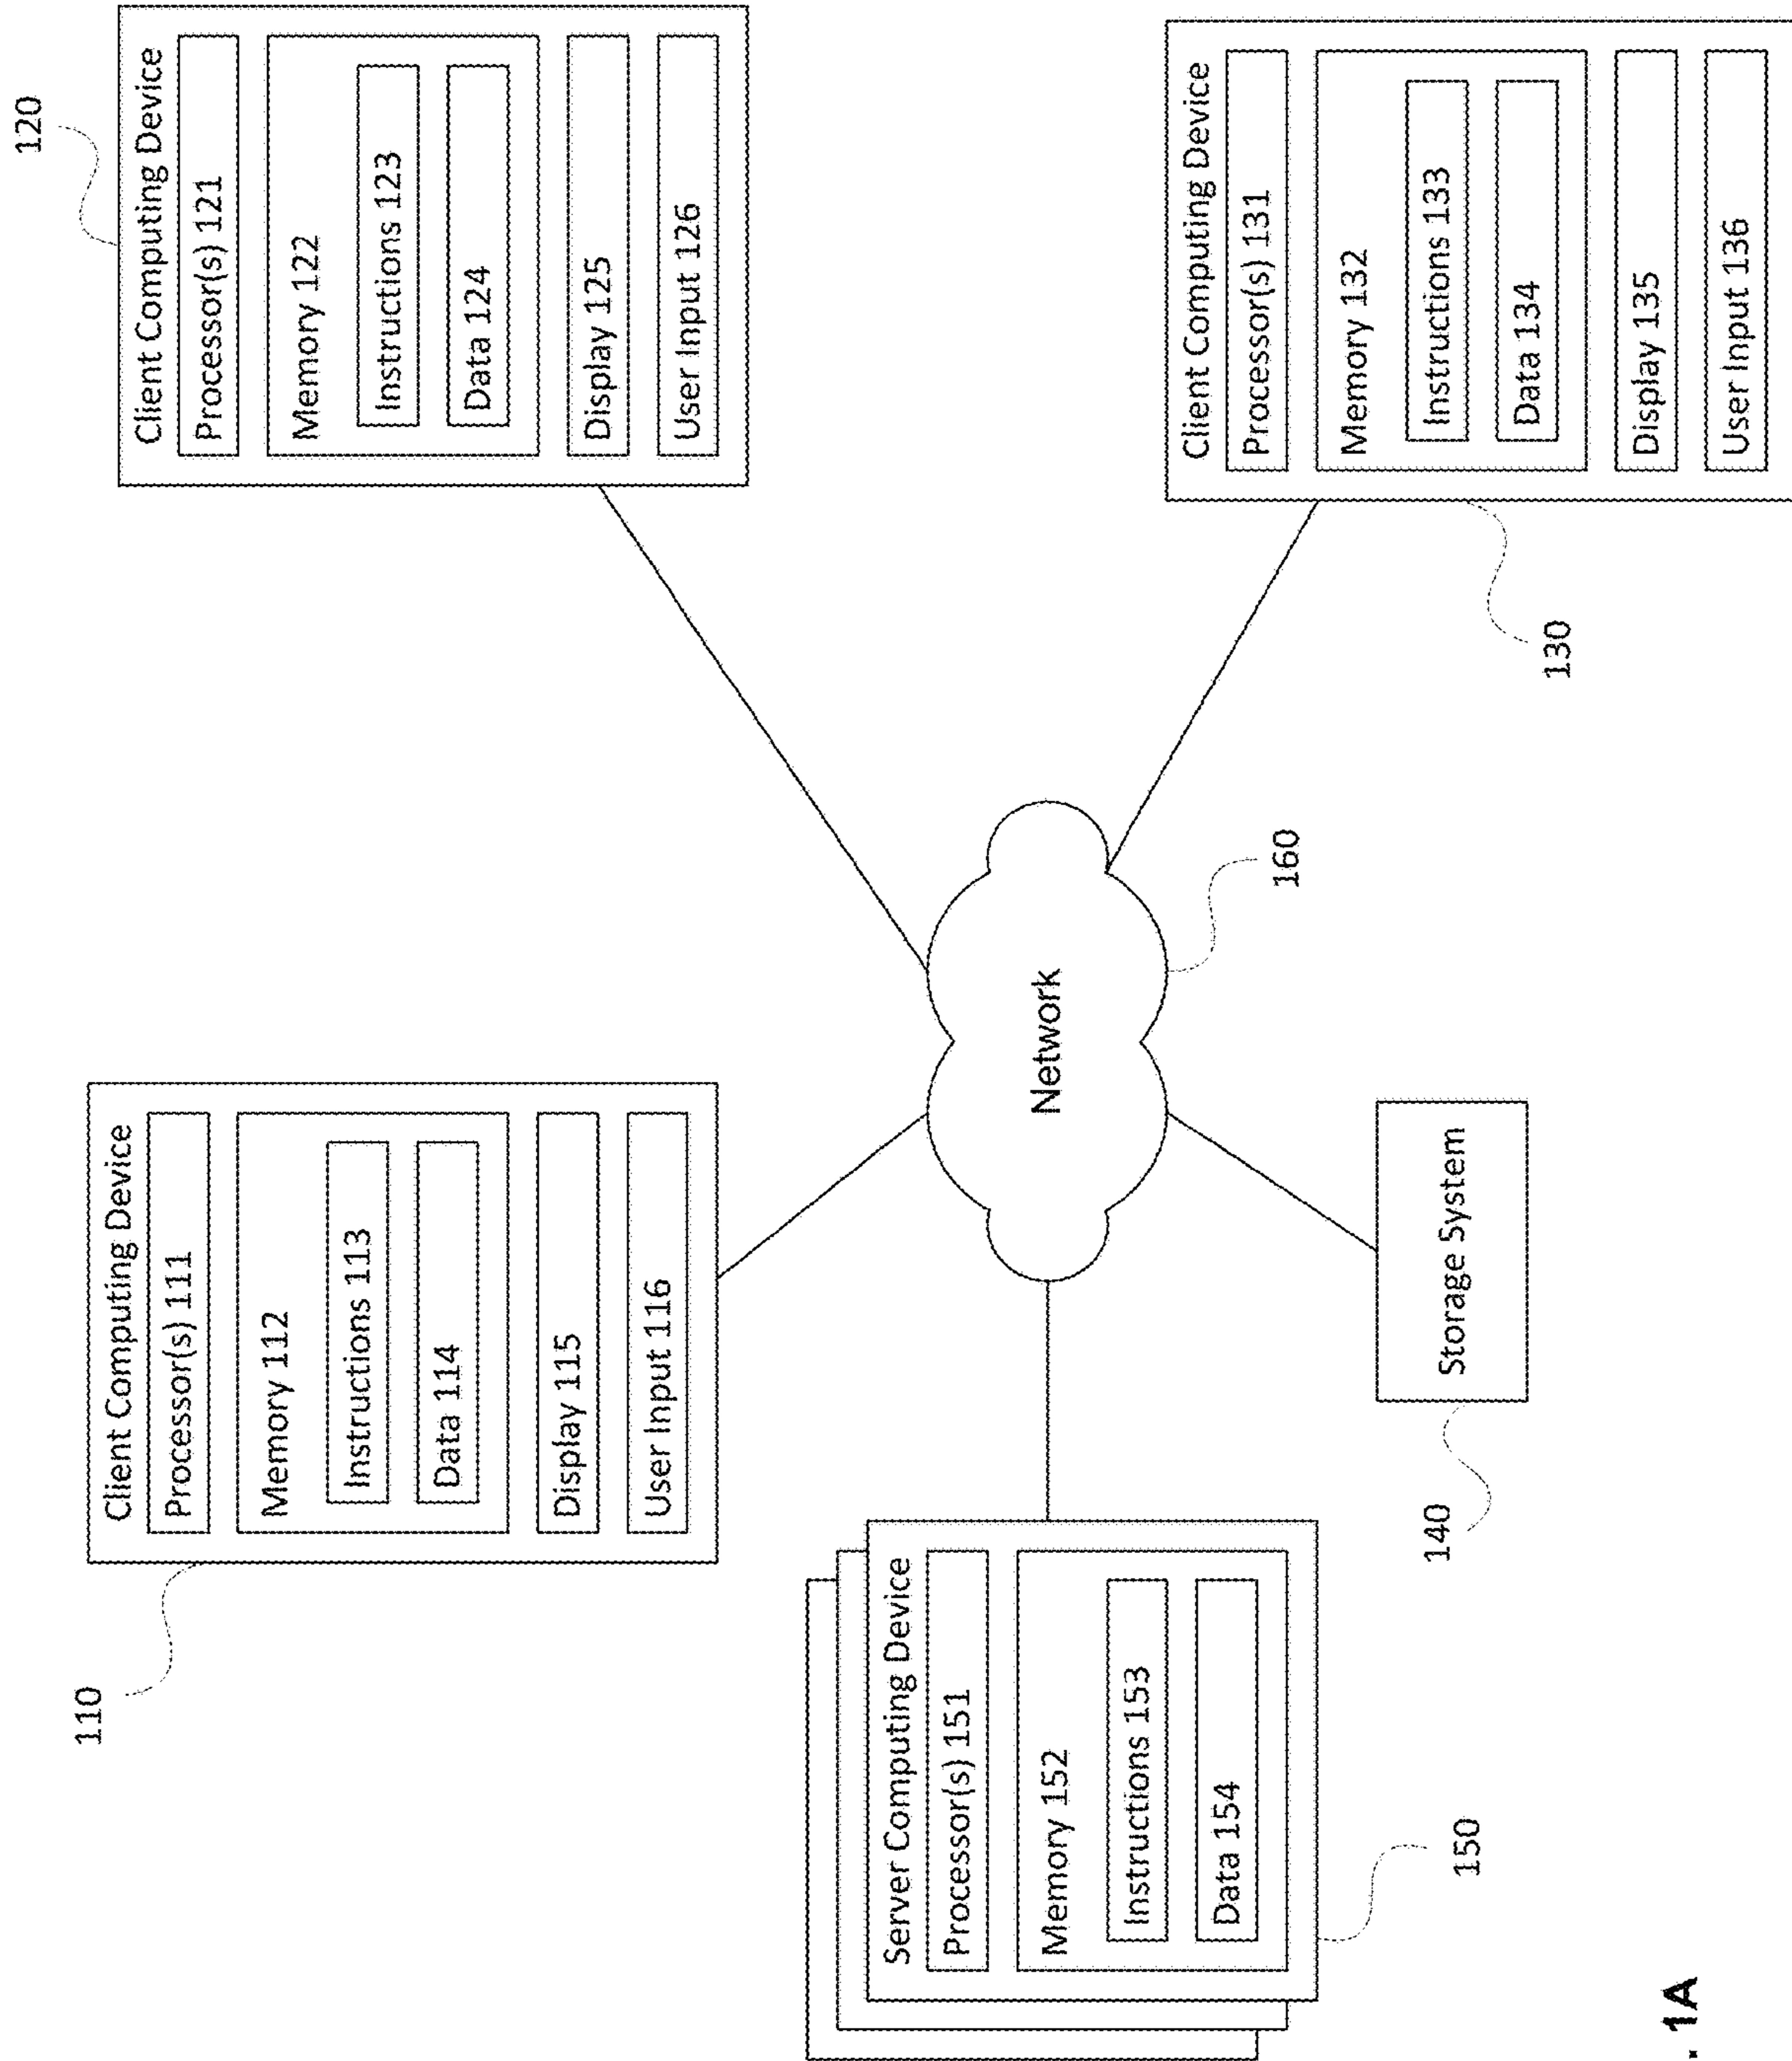 110
Client Computing Device
Processor(s) 111
Memory 112
Instructions 113
Data 114
Display 115
User Input 116
120
Client Computing Device
Processor(s) 121
Memory 122
Instructions 123
Data 124
Display 125
User Input 126
Server Computing Device
Processor(s) 151
Memory 152
Instructions 153
Data 154
150
Network
160
Storage System
140
Client Computing Device
Processor(s) 131
Memory 132
Instructions 133
Data 134
Display 135
User Input 136
130
. 1A